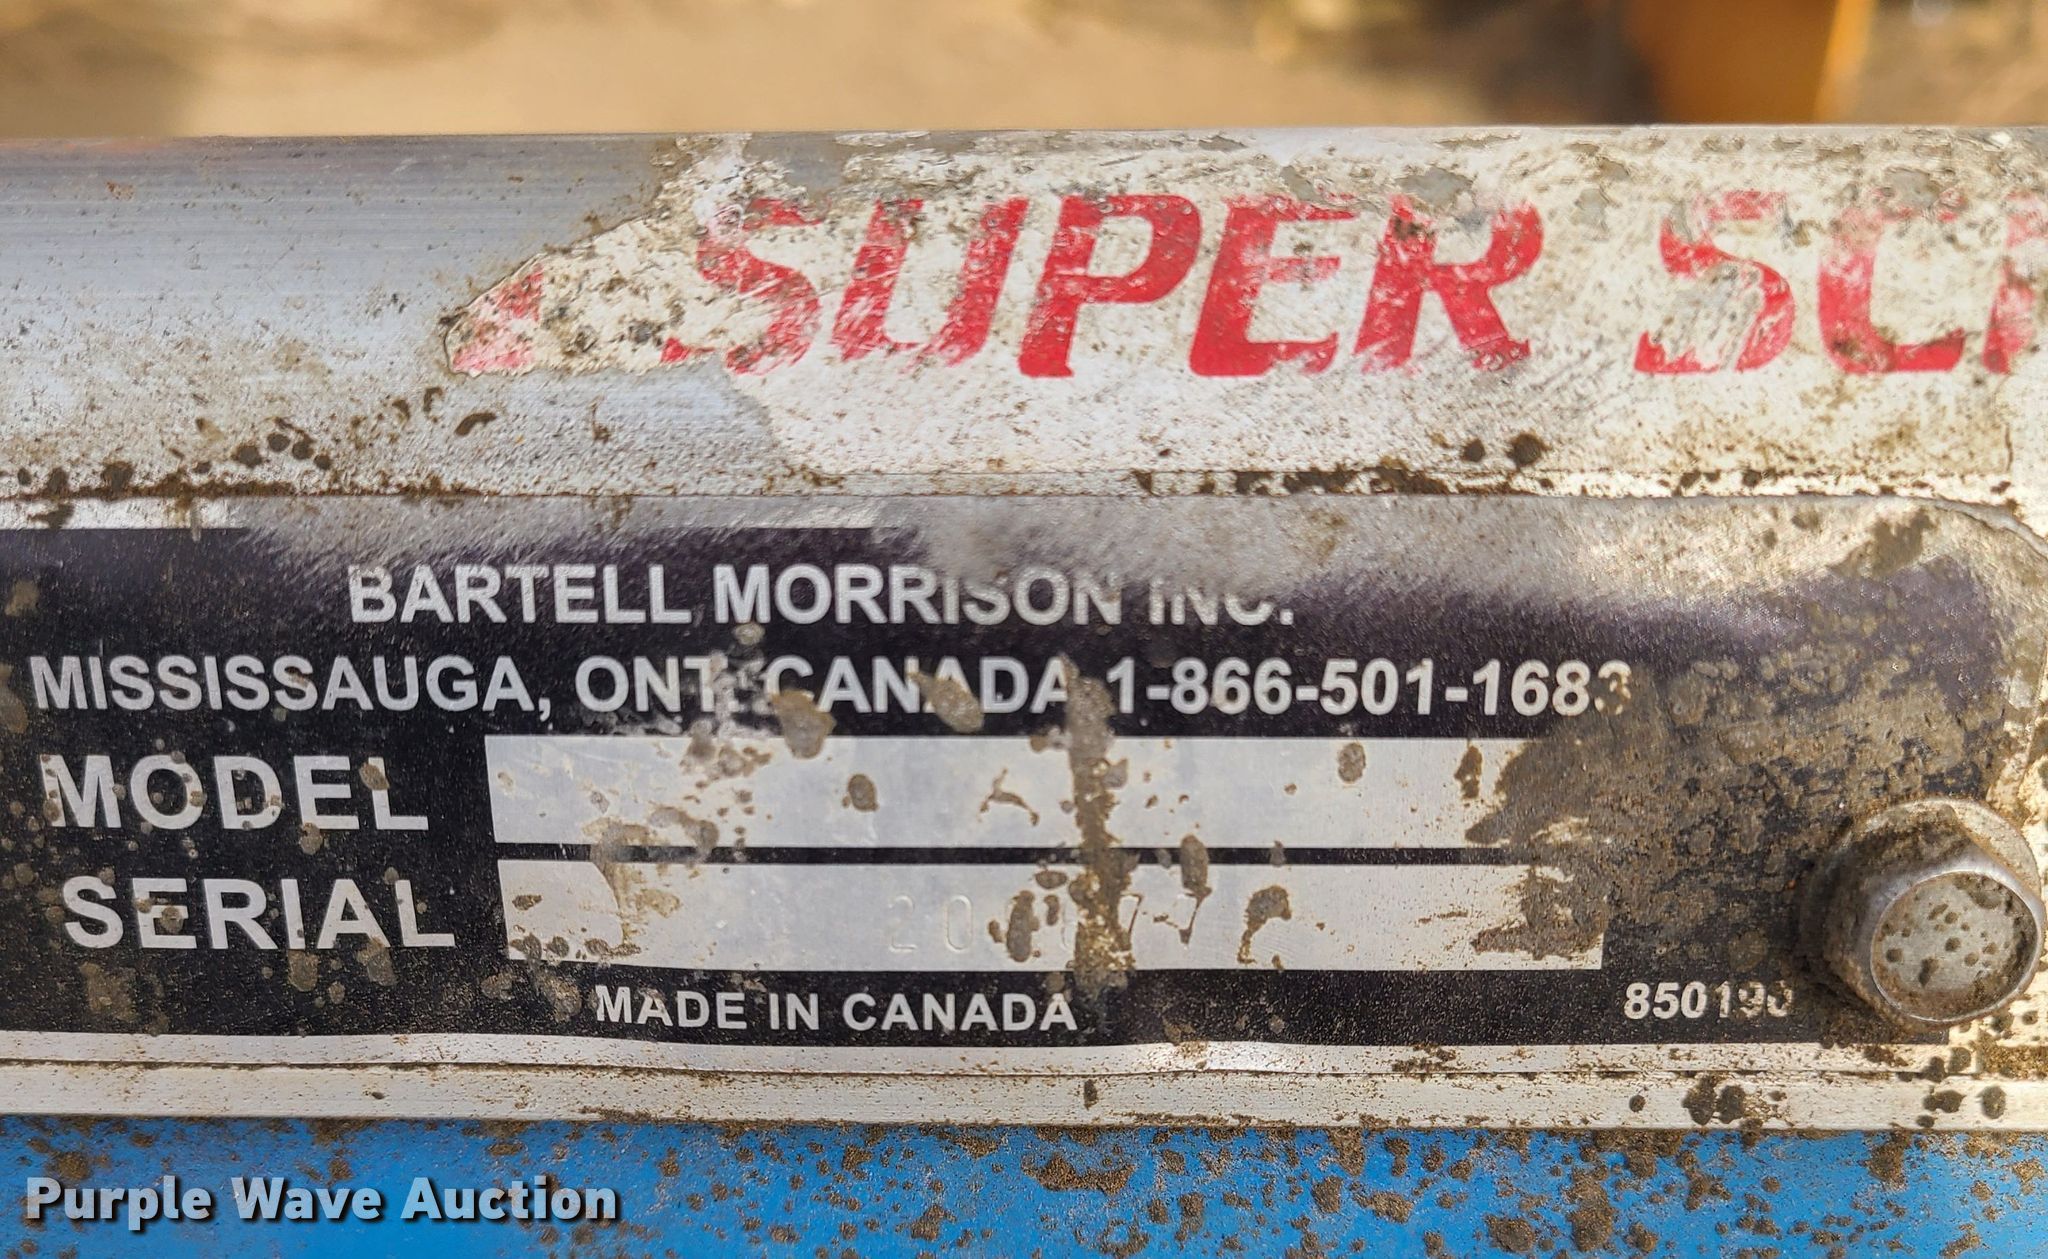 SUPER
BARTELL MORRISON INC.
MISSISSAUGA, ONT. CANADA 1-866-501-1683
MODEL
SERIAL
MADE IN CANADA
850190
Purple Wave Auction